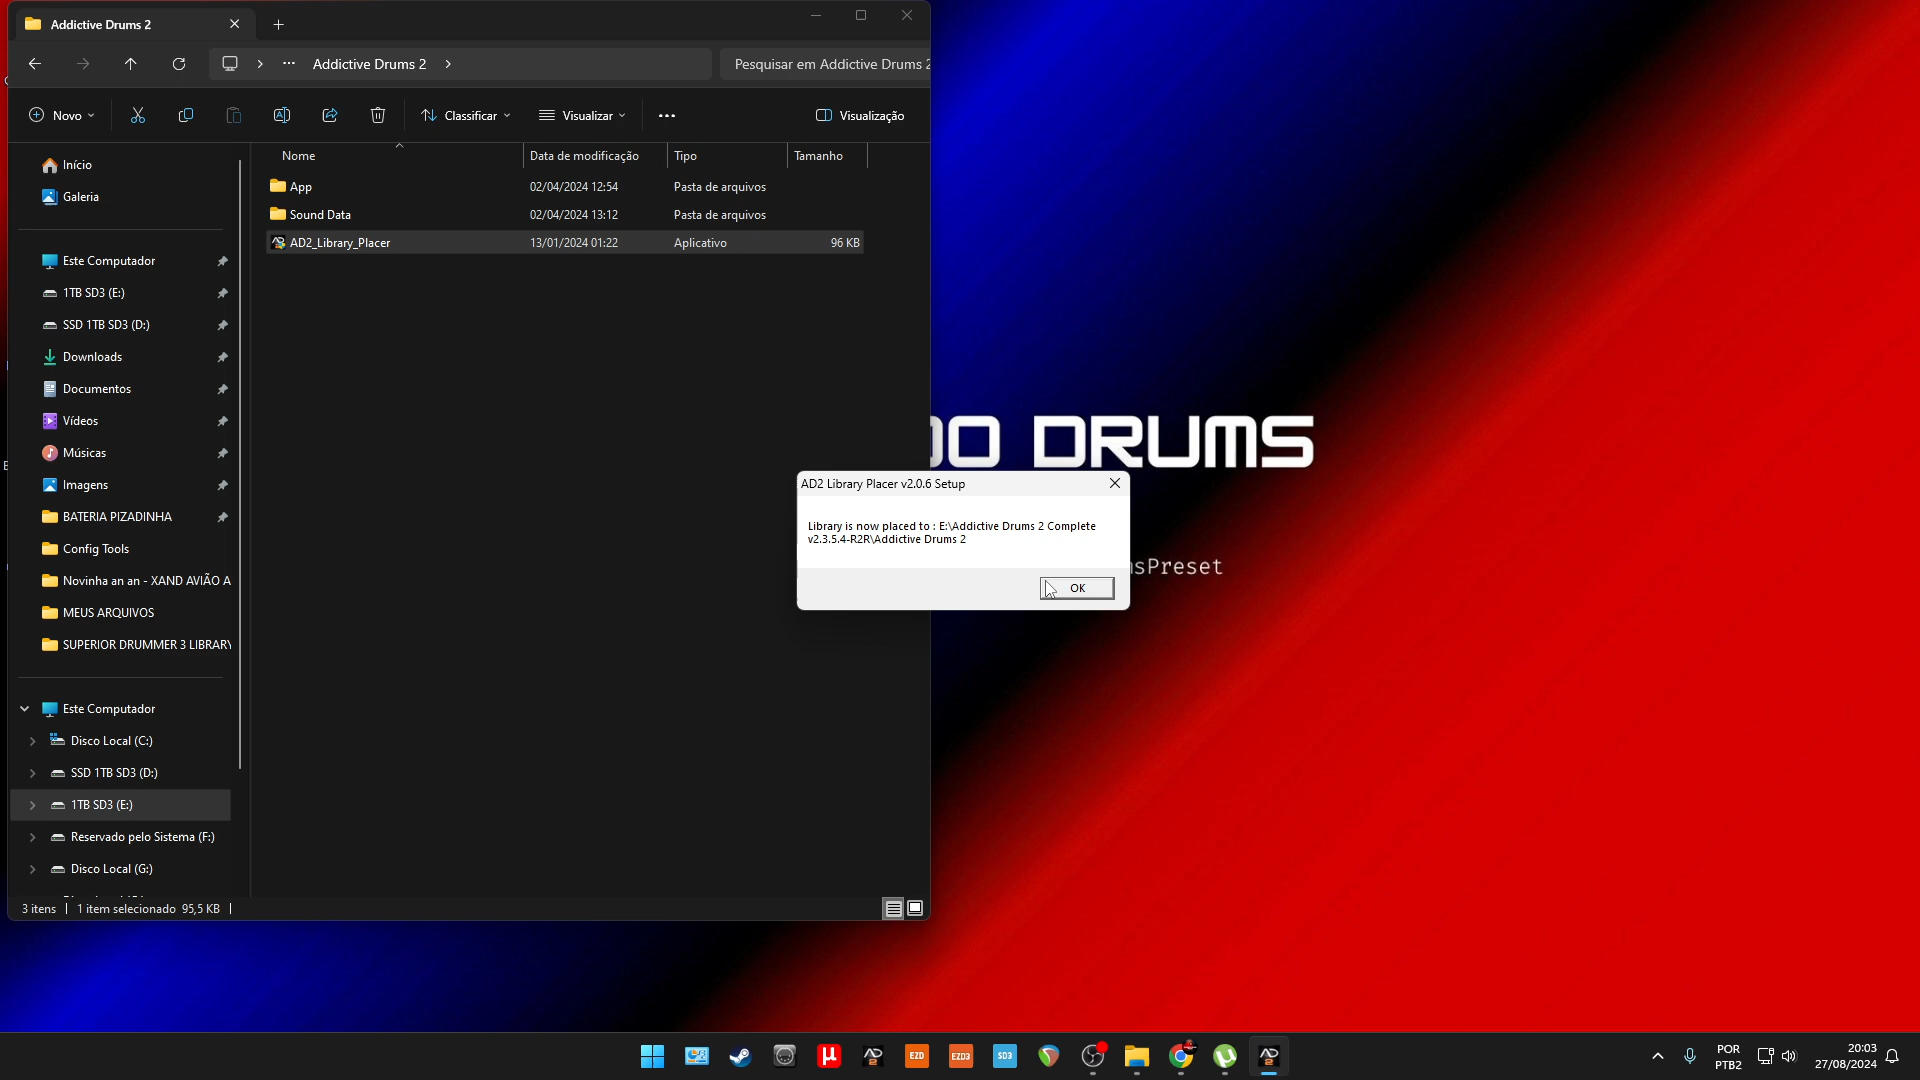 Addictive Drums 2
Addictive Drums 2
Pesquisar em Addictive Drums 2
Novo
Classificar
Visualizar
Visualização
Nome
Data de modificação
Tipo
Tamanho
App
02/04/2024 12:54
Pasta de arquivos
Sound Data
02/04/2024 13:12
Pasta de arquivos
AD2_Library_Placer
13/01/2024 01:22
Aplicativo
96 KB
Início
Galeria
Este Computador
1TB SD3 (E:)
SSD 1TB SD3 (D:)
Downloads
Documentos
Vídeos
Músicas
Imagens
BATERIA PIZADINHA
Config Tools
Novinha an an - XAND AVIÃO A
MEUS ARQUIVOS
SUPERIOR DRUMMER 3 LIBRARY
Este Computador
Disco Local (C:)
SSD 1TB SD3 (D:)
1TB SD3 (E:)
Reservado pelo Sistema (F:)
Disco Local (G:)
3 itens
1 item selecionado 95,5 KB
DO DRUMS
AD2 Library Placer v2.0.6 Setup
Library is now placed to : E:\Addictive Drums 2 Complete
v2.3.5.4-R2R\Addictive Drums 2
OK
nsPreset
EZD
EZD3
SD3
POR
PTB2
20:03
27/08/2024